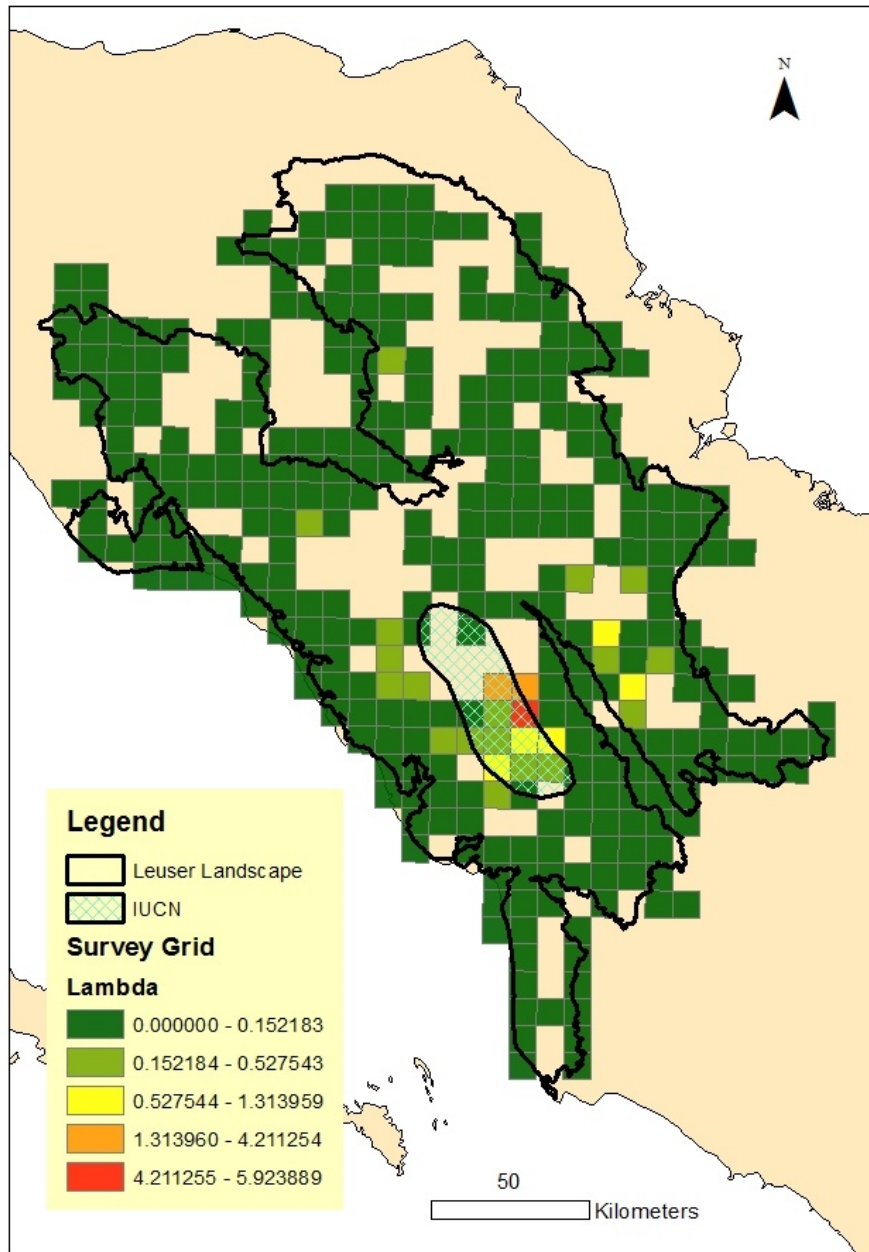 N
Legend
Leuser Landscape
IUCN
Survey Grid
Lambda
0.000000 - 0.152183
0.152184 - 0.527543
0.527544 - 1.313959
1.313960 - 4.211254
4.211255 - 5.923889
50
Kilometers